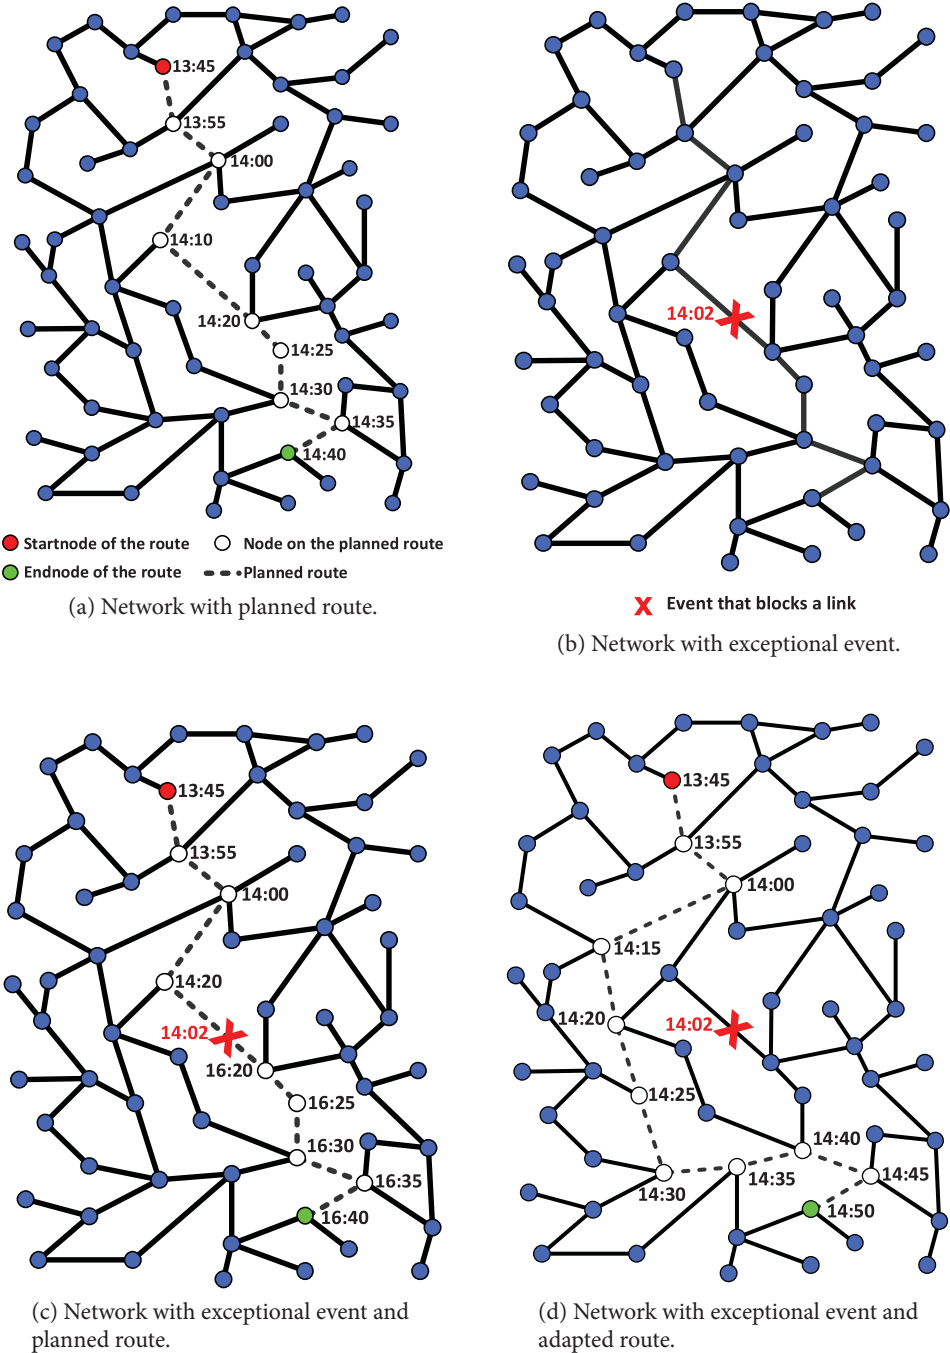 13:45
13:55
14:00
14:10
14:20
14:25
14:30
14:35
14:40
Startnode of the route
Node on the planned route
Endnode of the route
Planned route
(a) Network with planned route.
14:02
X Event that blocks a link
(b) Network with exceptional event.
13:45
13:55
14:00
14:20
14:02
16:20
16:25
16:30
16:35
16:40
(c) Network with exceptional event and
planned route.
13:45
13:55
14:00
14:15
14:20
14:02
14:25
14:40
14:35
14:45
14:30
14:50
(d) Network with exceptional event and
adapted route.